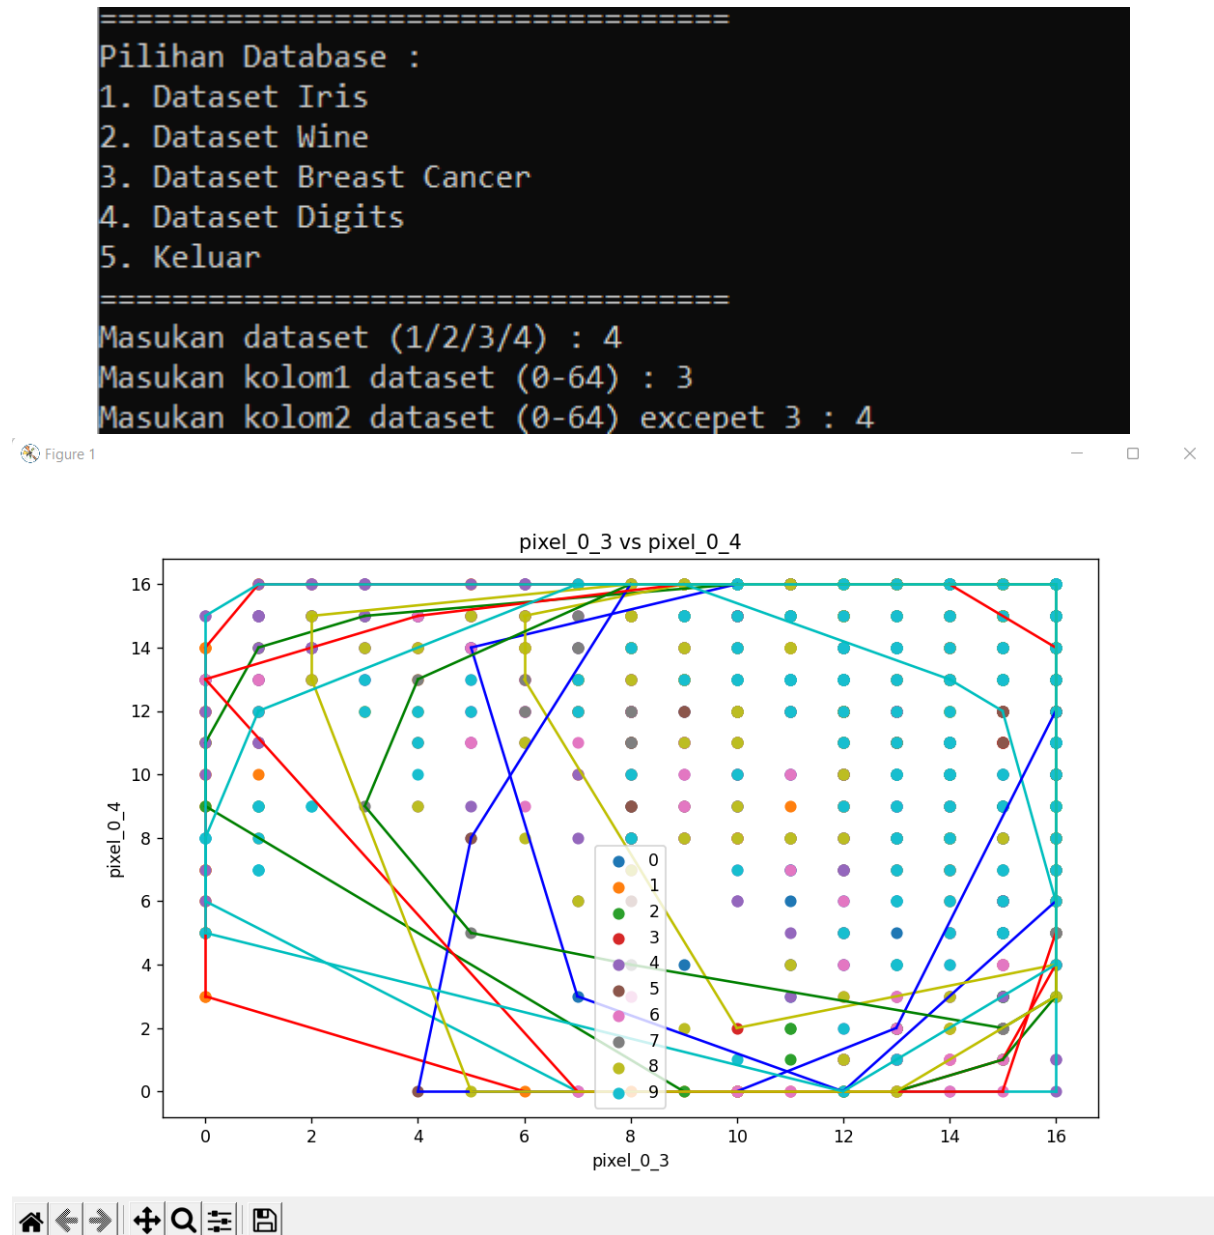 ===================================
Pilihan Database :
1. Dataset Iris
2. Dataset Wine
3. Dataset Breast Cancer
4. Dataset Digits
5. Keluar
===================================
Masukan dataset (1/2/3/4) : 4
Masukan kolom1 dataset (0-64) : 3
Masukan kolom2 dataset (0-64) excepet 3 : 4
Figure 1
pixel_0_3 vs pixel_0_4
16
14
12
10
8
6
4
2
0
pixel_0_4
0
1
2
3
4
5
6
7
8
9
0 2 4 6 8 10 12 14 16
pixel_0_3